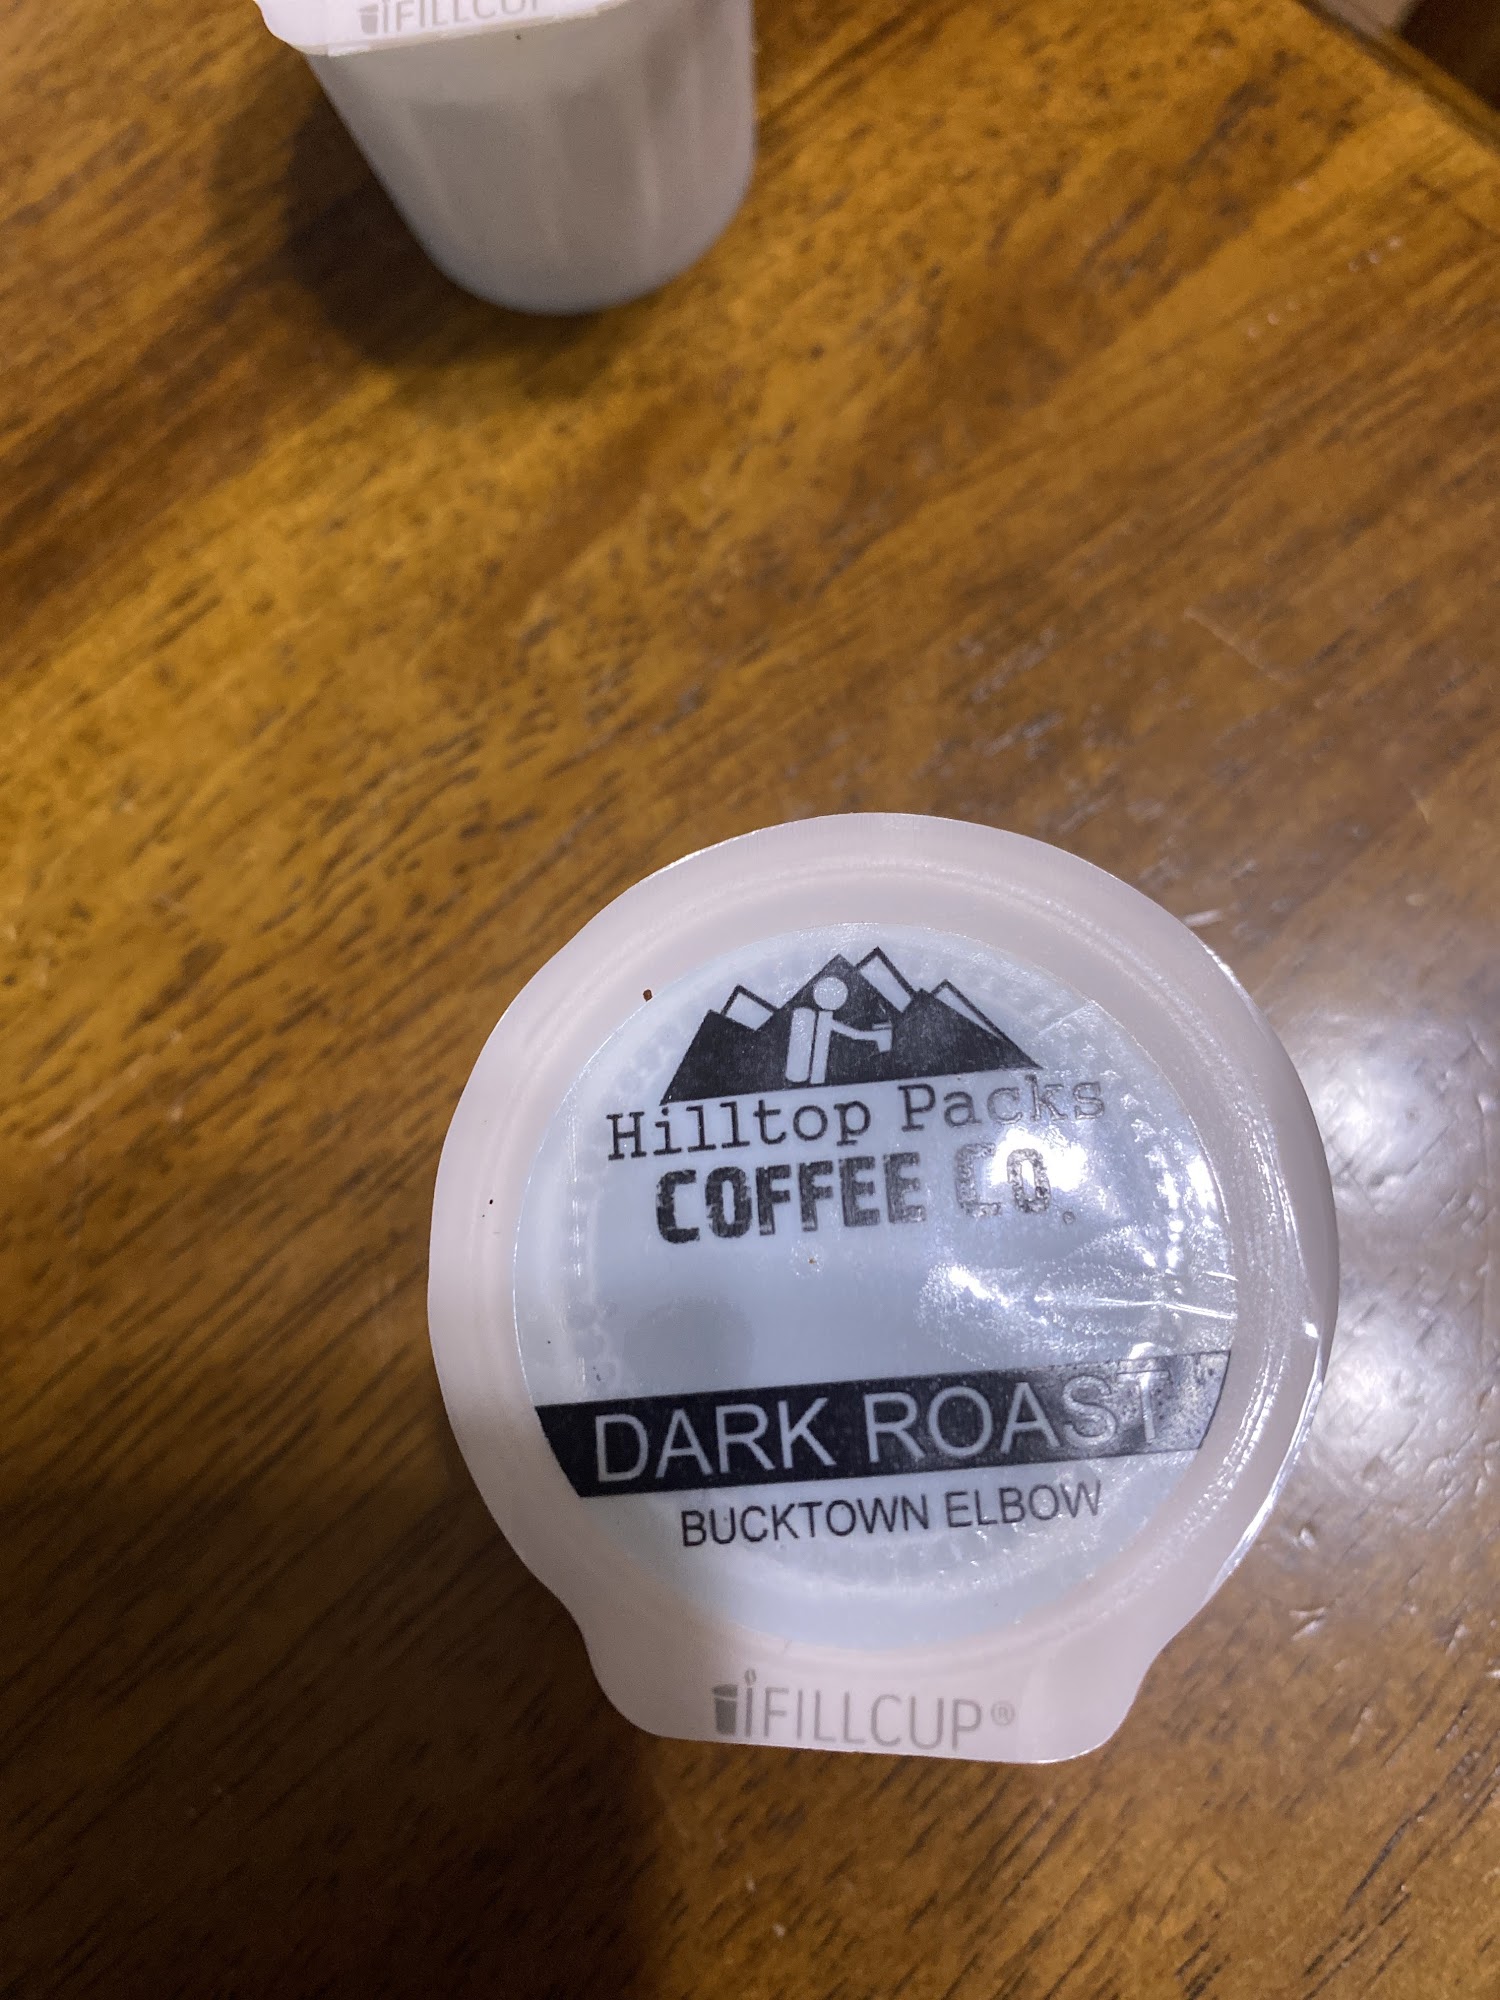 iFILLCUP
Hilltop Packs
COFFEE CO.
DARK ROAST
BUCKTOWN ELBOW
iFILLCUP®